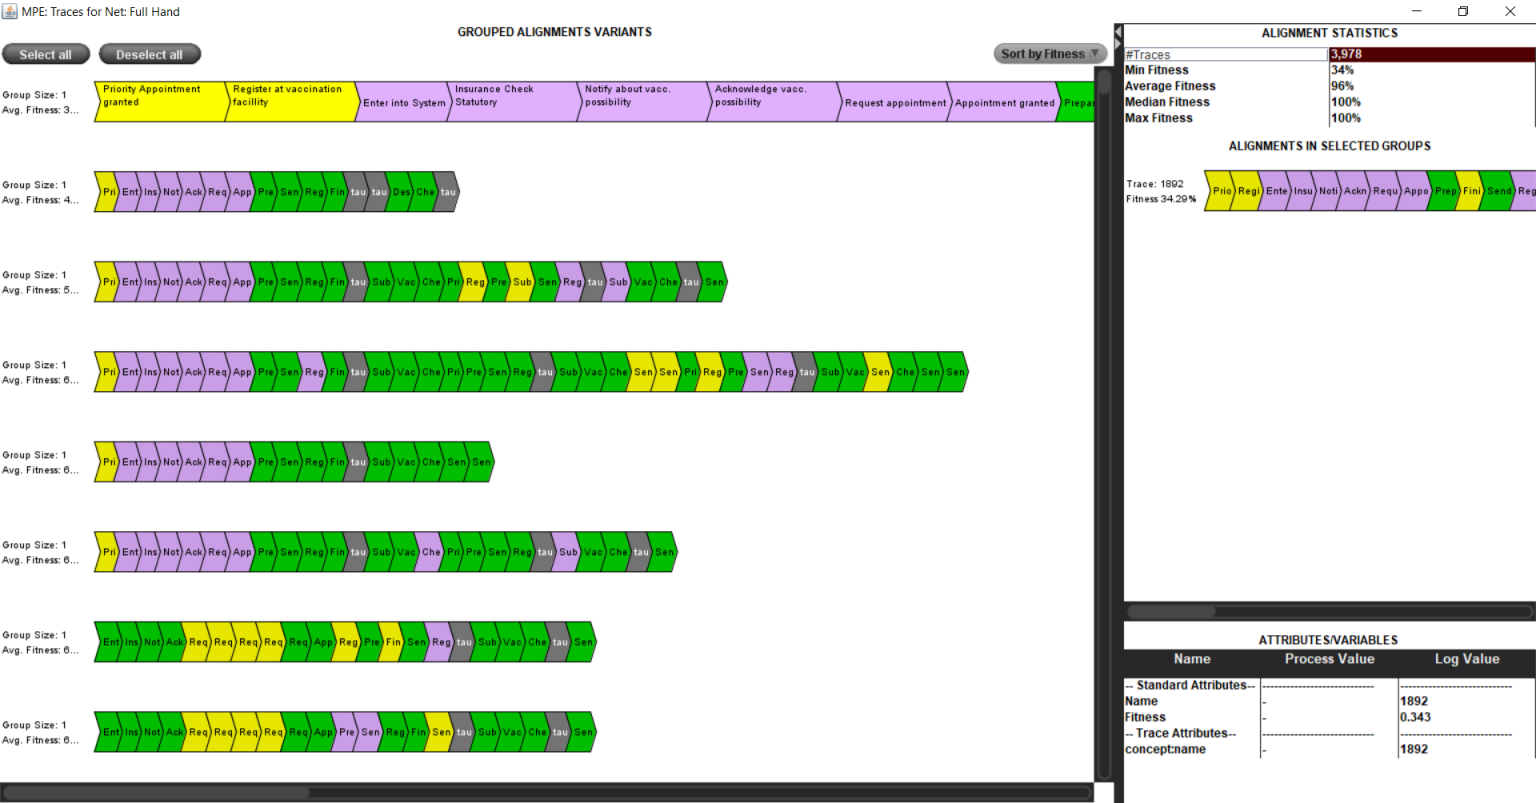 MPE: Traces for Net: Full Hand
GROUPED ALIGNMENTS VARIANTS
Select all
Deselect all
Sort by Fitness
Group Size: 1
Avg. Fitness: 3...
Priority Appointment
granted
Register at vaccination
facillity
Enter into System
Insurance Check
Statutory
Notify about vacc.
possibility
Acknowledge vacc.
possibility
Request appointment
Appointment granted
Prepar
Group Size: 1
Avg. Fitness: 4...
Pri Ent Ins Not Ack Req App Pre Sen Reg Fin tau tau Des Che tau
Group Size: 1
Avg. Fitness: 5...
Pri Ent Ins Not Ack Req App Pre Sen Reg Fin tau Sub Vac Che Pri Reg Pre Sub Sen Reg tau Sub Vac Che tau Sen
Group Size: 1
Avg. Fitness: 6...
Pri Ent Ins Not Ack Req App Pre Sen Reg Fin tau Sub Vac Che Pri Pre Sen Reg tau Sub Vac Che Sen Sen Pri Reg Pre Sen Reg tau Sub Vac Sen Che Sen Sen
Group Size: 1
Avg. Fitness: 6...
Pri Ent Ins Not Ack Req App Pre Sen Reg Fin tau Sub Vac Che Sen Sen
Group Size: 1
Avg. Fitness: 6...
Pri Ent Ins Not Ack Req App Pre Sen Reg Fin tau Sub Vac Che Pri Pre Sen Reg tau Sub Vac Che tau Sen
Group Size: 1
Avg. Fitness: 6...
Ent Ins Not Ack Req Req Req Req Req App Reg Pre Fin Sen Reg tau Sub Vac Che tau Sen
Group Size: 1
Avg. Fitness: 6...
Ent Ins Not Ack Req Req Req Req Req App Pre Sen Reg Fin Sen tau Sub Vac Che tau Sen
ALIGNMENT STATISTICS
#Traces 3,978
Min Fitness 34%
Average Fitness 96%
Median Fitness 100%
Max Fitness 100%
ALIGNMENTS IN SELECTED GROUPS
Trace: 1892
Fitness 34.29%
Prio Regi Ente Insu Noti Ackn Requ Appo Prep Fini Send Reg
ATTRIBUTES/VARIABLES
Name Process Value Log Value
-- Standard Attributes-- ---------------------------- ----------------------------
Name - 1892
Fitness - 0.343
-- Trace Attributes-- ---------------------------- ----------------------------
concept:name - 1892